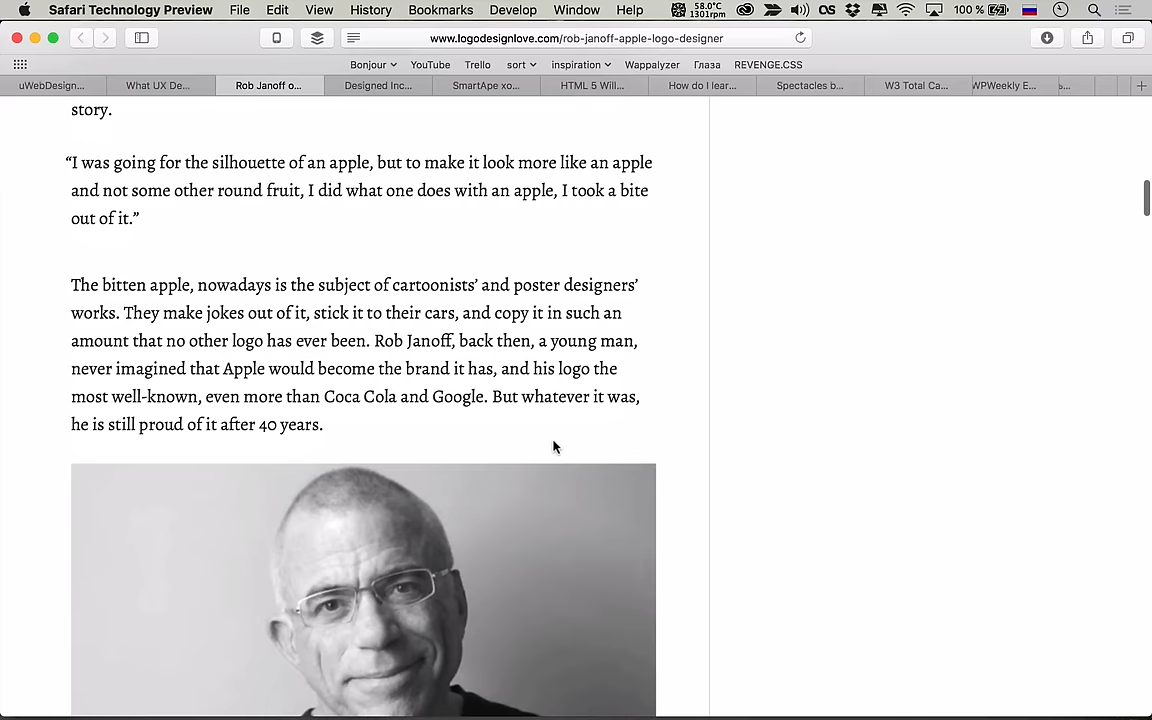 Safari Technology Preview File Edit View History Bookmarks Develop Window Help 58.0°C 1301rpm OS 100 %
www.logodesignlove.com/rob-janoff-apple-logo-designer
Bonjour YouTube Trello sort inspiration Wappalyzer Глаза REVENGE.CSS
uWebDesign... What UX De... Rob Janoff o... Designed Inc... SmartApe хо... HTML 5 Will... How do I lear... Spectacles b... W3 Total Ca... WPWeekly E...
story.
“I was going for the silhouette of an apple, but to make it look more like an apple
and not some other round fruit, I did what one does with an apple, I took a bite
out of it.”
The bitten apple, nowadays is the subject of cartoonists’ and poster designers’
works. They make jokes out of it, stick it to their cars, and copy it in such an
amount that no other logo has ever been. Rob Janoff, back then, a young man,
never imagined that Apple would become the brand it has, and his logo the
most well-known, even more than Coca Cola and Google. But whatever it was,
he is still proud of it after 40 years.